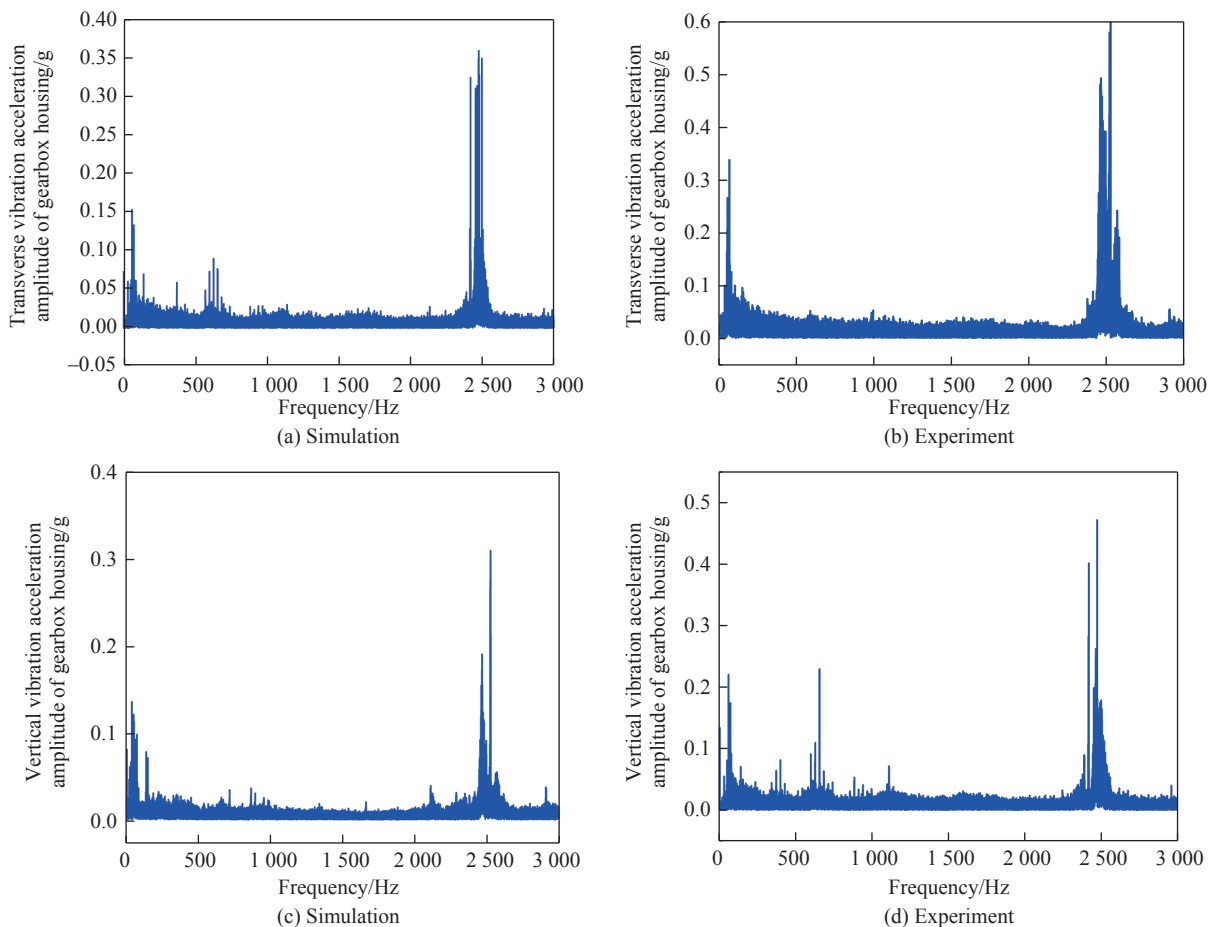 Transverse vibration acceleration
amplitude of gearbox housing/g
0.40
0.35
0.30
0.25
0.20
0.15
0.10
0.05
0.00
–0.05
0 500 1 000 1 500 2 000 2 500 3 000
Frequency/Hz
(a) Simulation
Transverse vibration acceleration
amplitude of gearbox housing/g
0.6
0.5
0.4
0.3
0.2
0.1
0.0
0 500 1 000 1 500 2 000 2 500 3 000
Frequency/Hz
(b) Experiment
Vertical vibration acceleration
amplitude of gearbox housing/g
0.4
0.3
0.2
0.1
0.0
0 500 1 000 1 500 2 000 2 500 3 000
Frequency/Hz
(c) Simulation
Vertical vibration acceleration
amplitude of gearbox housing/g
0.5
0.4
0.3
0.2
0.1
0.0
0 500 1 000 1 500 2 000 2 500 3 000
Frequency/Hz
(d) Experiment